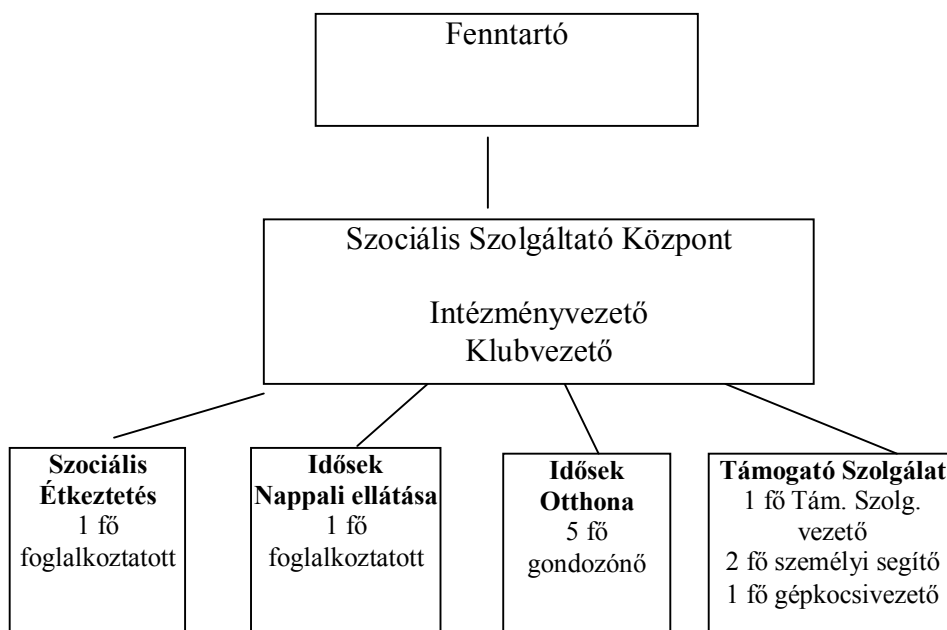 Fenntartó
Szociális Szolgáltató Központ
Intézményvezető
Klubvezető
Szociális
Étkeztetés
1 fő
foglalkoztatott
Idősek
Nappali ellátása
1 fő
foglalkoztatott
Idősek
Otthona
5 fő
gondozónő
Támogató Szolgálat
1 fő Tám. Szolg.
vezető
2 fő személyi segítő
1 fő gépkocsivezető